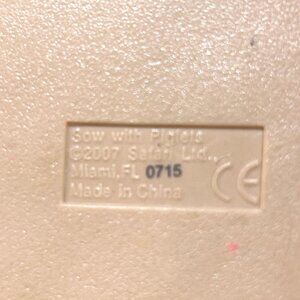 Sow with Piglets
©2007 Safari Ltd.
Miami, FL 0715
Made in China
CE